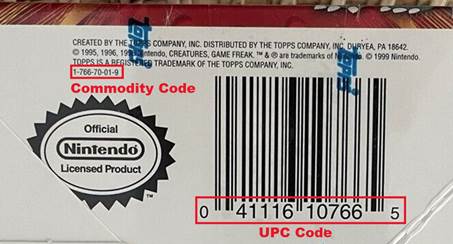 CREATED BY THE TOPPS COMPANY, INC. DISTRIBUTED BY THE TOPPS COMPANY, INC. DURYEA, PA 18642.
© 1995, 1996, 1998 Nintendo, CREATURES, GAME FREAK. ™ & ® are trademarks of Nintendo. © 1999 Nintendo.
TOPPS IS A REGISTERED TRADEMARK OF THE TOPPS COMPANY, INC.
1-766-70-01-9
Commodity Code
topps
topps
Official
Nintendo
Licensed Product
0 41116 10766 5
UPC Code